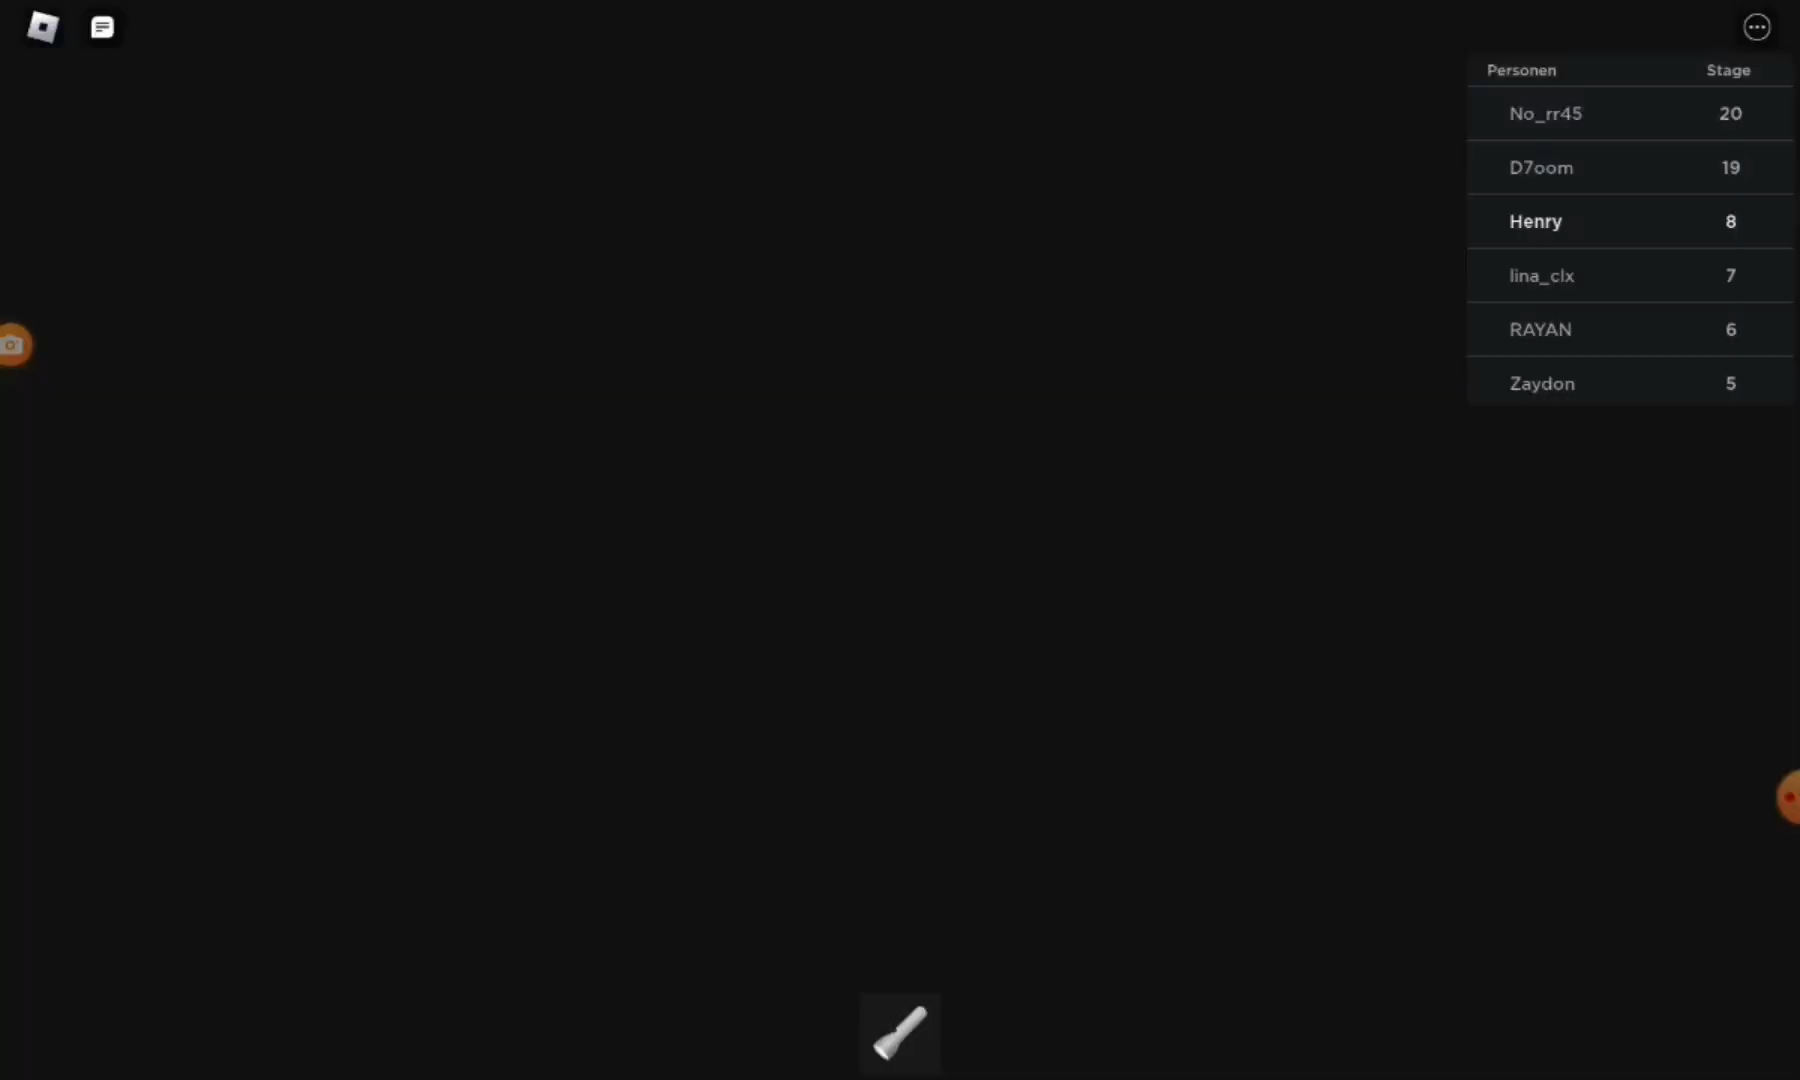 Personen Stage
No_rr45 20
D7oom 19
Henry 8
lina_clx 7
RAYAN 6
Zaydon 5